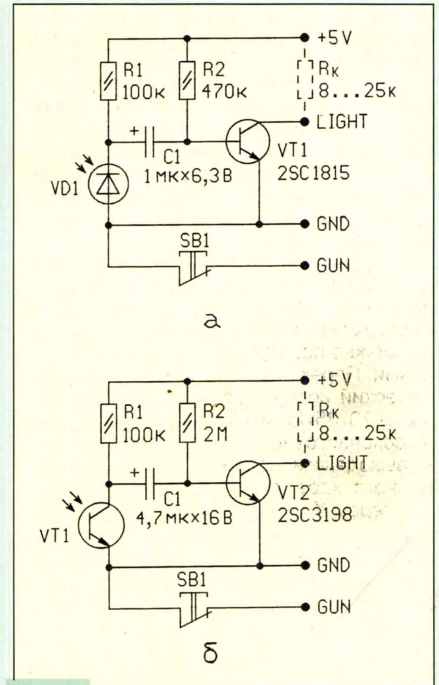 +5V
R1
100к
R2
470к
Rк
8...25к
LIGHT
+
C1
1мк×6,3В
VT1
2SC1815
VD1
GND
SB1
GUN
а
+5V
R1
100к
R2
2М
Rк
8...25к
LIGHT
+
C1
4,7мк×16В
VT2
2SC3198
VT1
GND
SB1
GUN
б